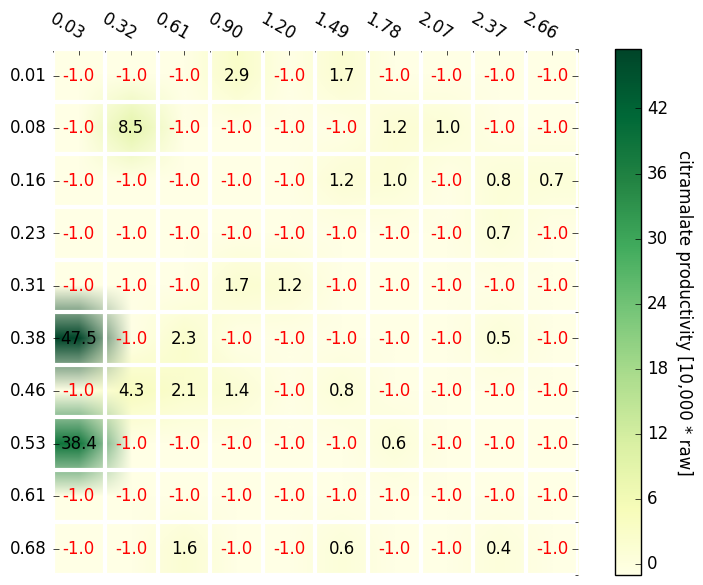 0.03 0.32 0.61 0.90 1.20 1.49 1.78 2.07 2.37 2.66
0.01 -1.0 -1.0 -1.0 2.9 -1.0 1.7 -1.0 -1.0 -1.0 -1.0
0.08 -1.0 8.5 -1.0 -1.0 -1.0 -1.0 1.2 1.0 -1.0 -1.0
0.16 -1.0 -1.0 -1.0 -1.0 -1.0 1.2 1.0 -1.0 0.8 0.7
0.23 -1.0 -1.0 -1.0 -1.0 -1.0 -1.0 -1.0 -1.0 0.7 -1.0
0.31 -1.0 -1.0 -1.0 1.7 1.2 -1.0 -1.0 -1.0 -1.0 -1.0
0.38 47.5 -1.0 2.3 -1.0 -1.0 -1.0 -1.0 -1.0 0.5 -1.0
0.46 -1.0 4.3 2.1 1.4 -1.0 0.8 -1.0 -1.0 -1.0 -1.0
0.53 38.4 -1.0 -1.0 -1.0 -1.0 -1.0 0.6 -1.0 -1.0 -1.0
0.61 -1.0 -1.0 -1.0 -1.0 -1.0 -1.0 -1.0 -1.0 -1.0 -1.0
0.68 -1.0 -1.0 1.6 -1.0 -1.0 0.6 -1.0 -1.0 0.4 -1.0
42
36
30
24
18
12
6
0
citramalate productivity [10,000 * raw]